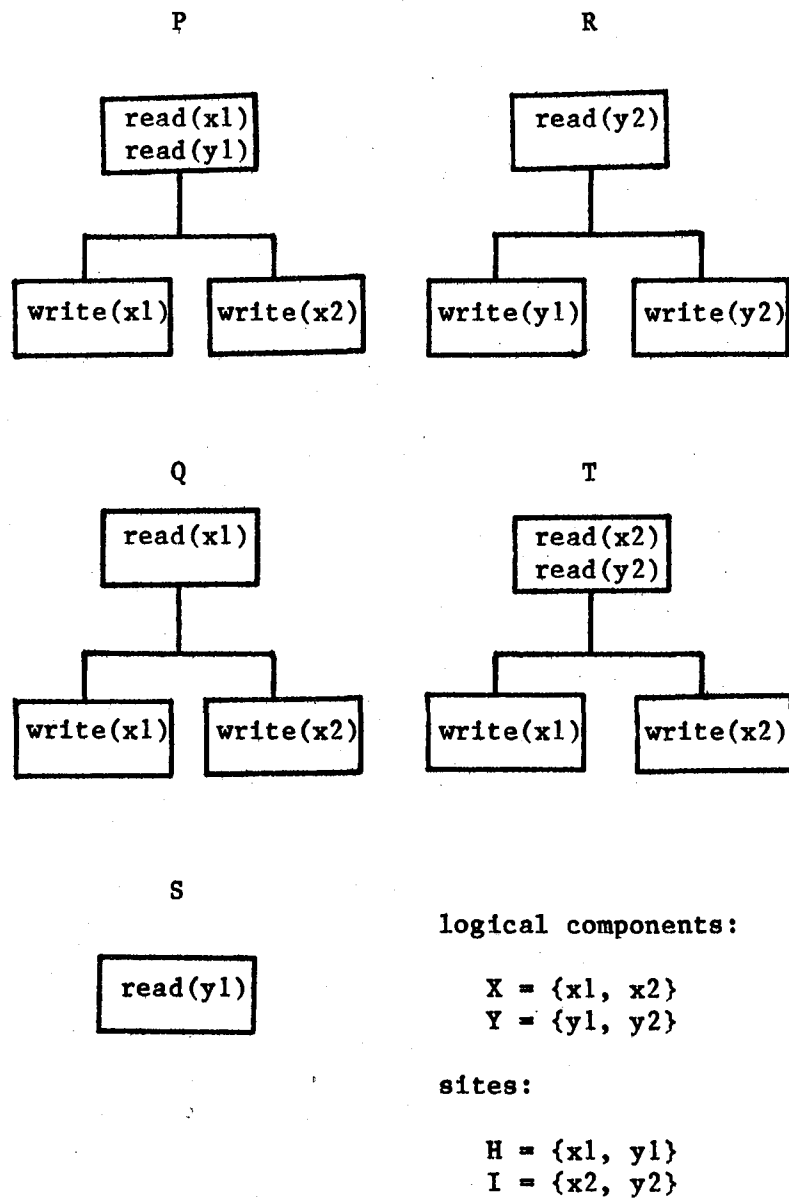 P
read(x1)
read(y1)
write(x1)
write(x2)
R
read(y2)
write(y1)
write(y2)
Q
read(x1)
write(x1)
write(x2)
T
read(x2)
read(y2)
write(x1)
write(x2)
S
read(y1)
logical components:
X = {x1, x2}
Y = {y1, y2}
sites:
H = {x1, y1}
I = {x2, y2}